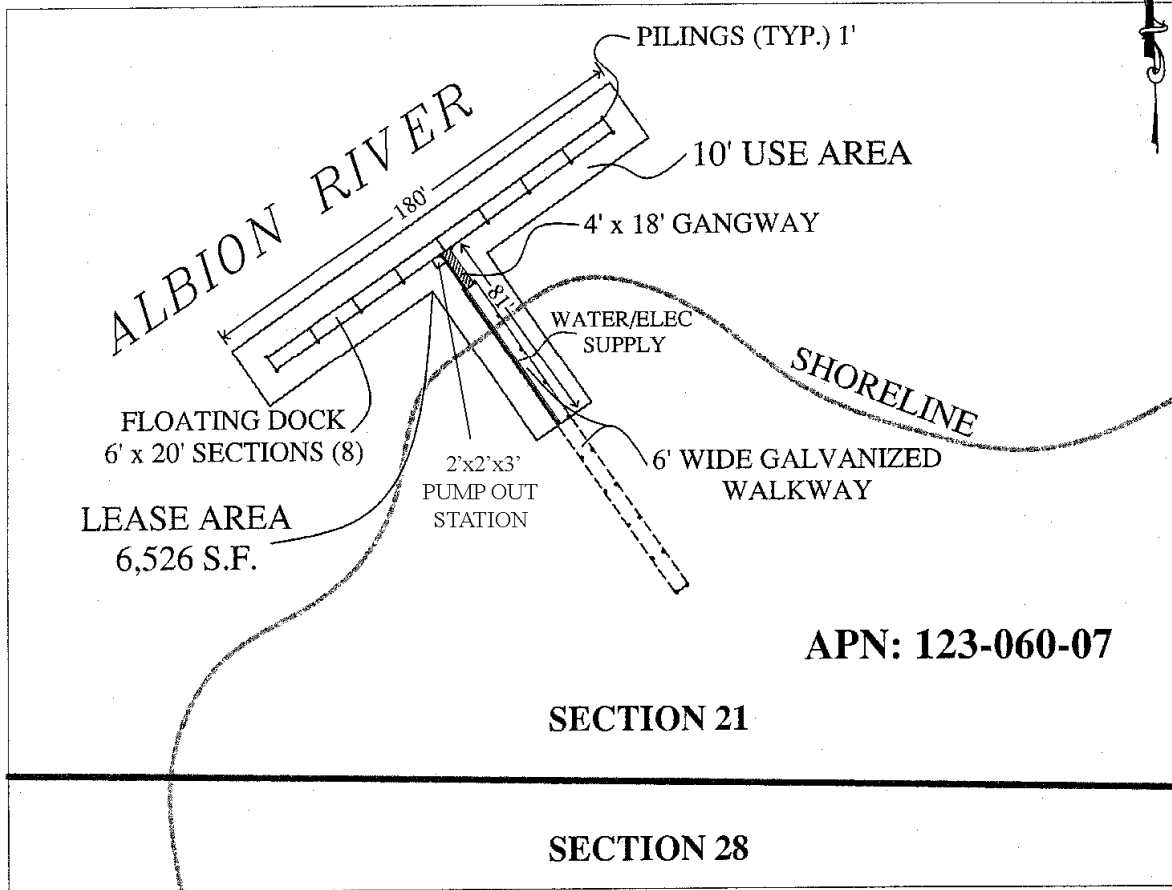 PILINGS (TYP.) 1'
ALBION RIVER
180'
10' USE AREA
4' x 18' GANGWAY
81'
WATER/ELEC
SUPPLY
SHORELINE
FLOATING DOCK
6' x 20' SECTIONS (8)
2'x2'x3'
PUMP OUT
STATION
6' WIDE GALVANIZED
WALKWAY
LEASE AREA
6,526 S.F.
APN: 123-060-07
SECTION 21
SECTION 28